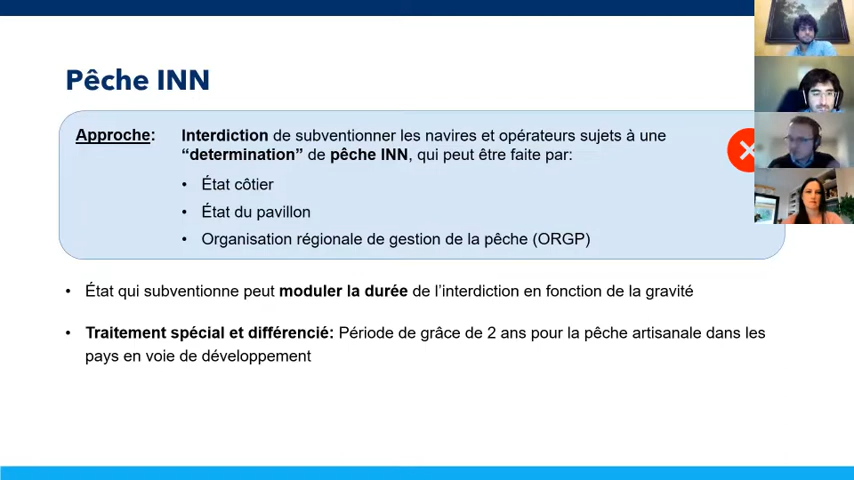 Pêche INN
Approche: Interdiction de subventionner les navires et opérateurs sujets à une
“determination” de pêche INN, qui peut être faite par:
• État côtier
• État du pavillon
• Organisation régionale de gestion de la pêche (ORGP)
• État qui subventionne peut moduler la durée de l’interdiction en fonction de la gravité
• Traitement spécial et différencié: Période de grâce de 2 ans pour la pêche artisanale dans les
pays en voie de développement